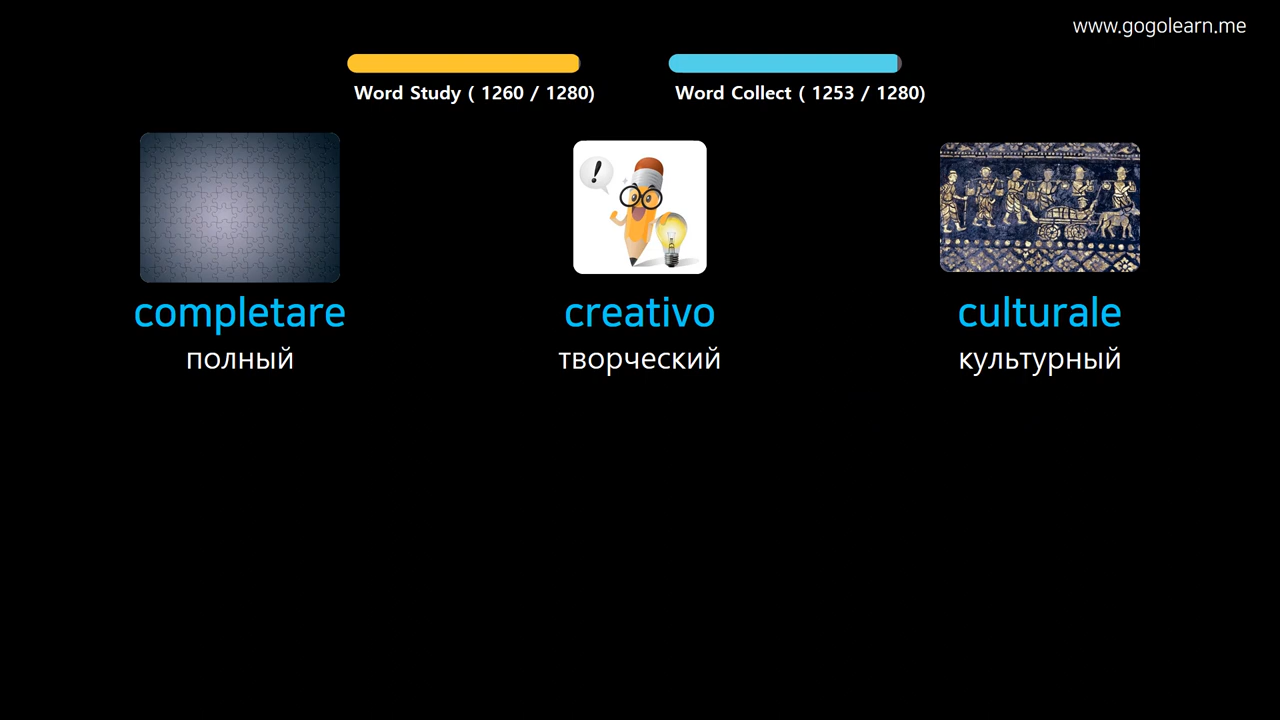 www.gogolearn.me
Word Study ( 1260 / 1280)
Word Collect ( 1253 / 1280)
completare
полный
!
creativo
творческий
culturale
культурный